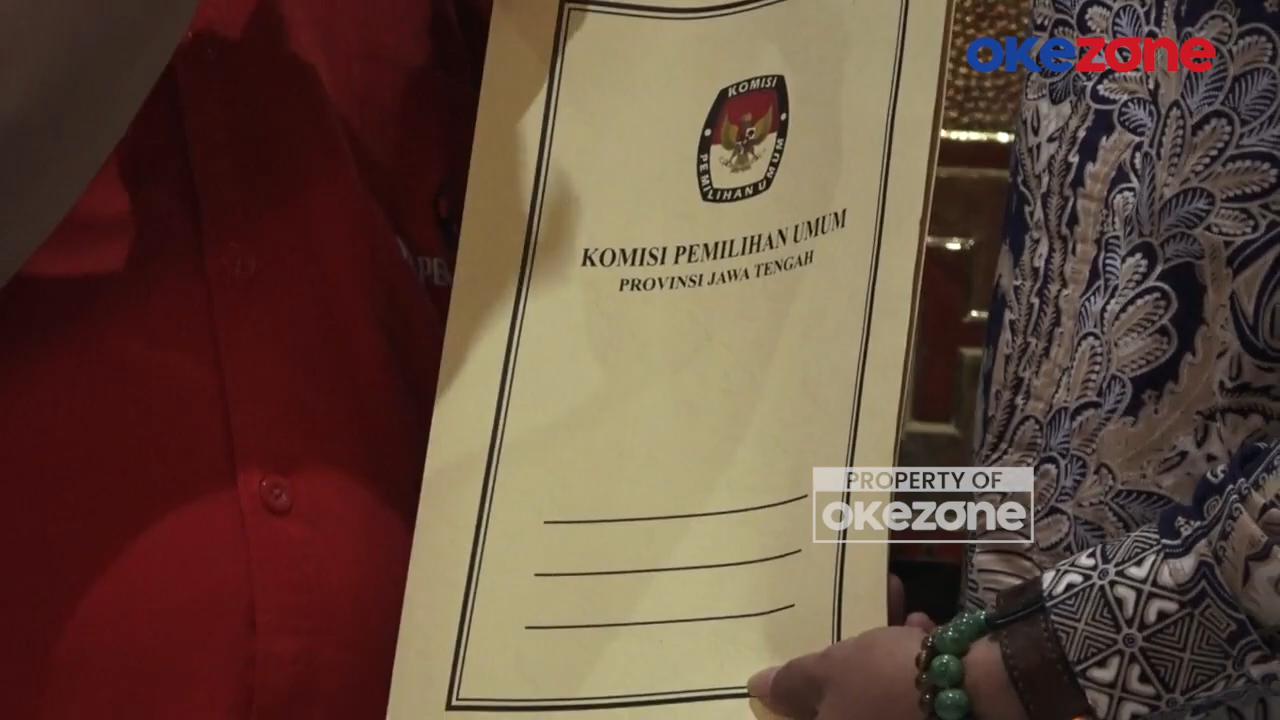 okezone
KOMISI
PEMILIHAN UMUM
KOMISI PEMILIHAN UMUM
PROVINSI JAWA TENGAH
PROPERTY OF
okezone